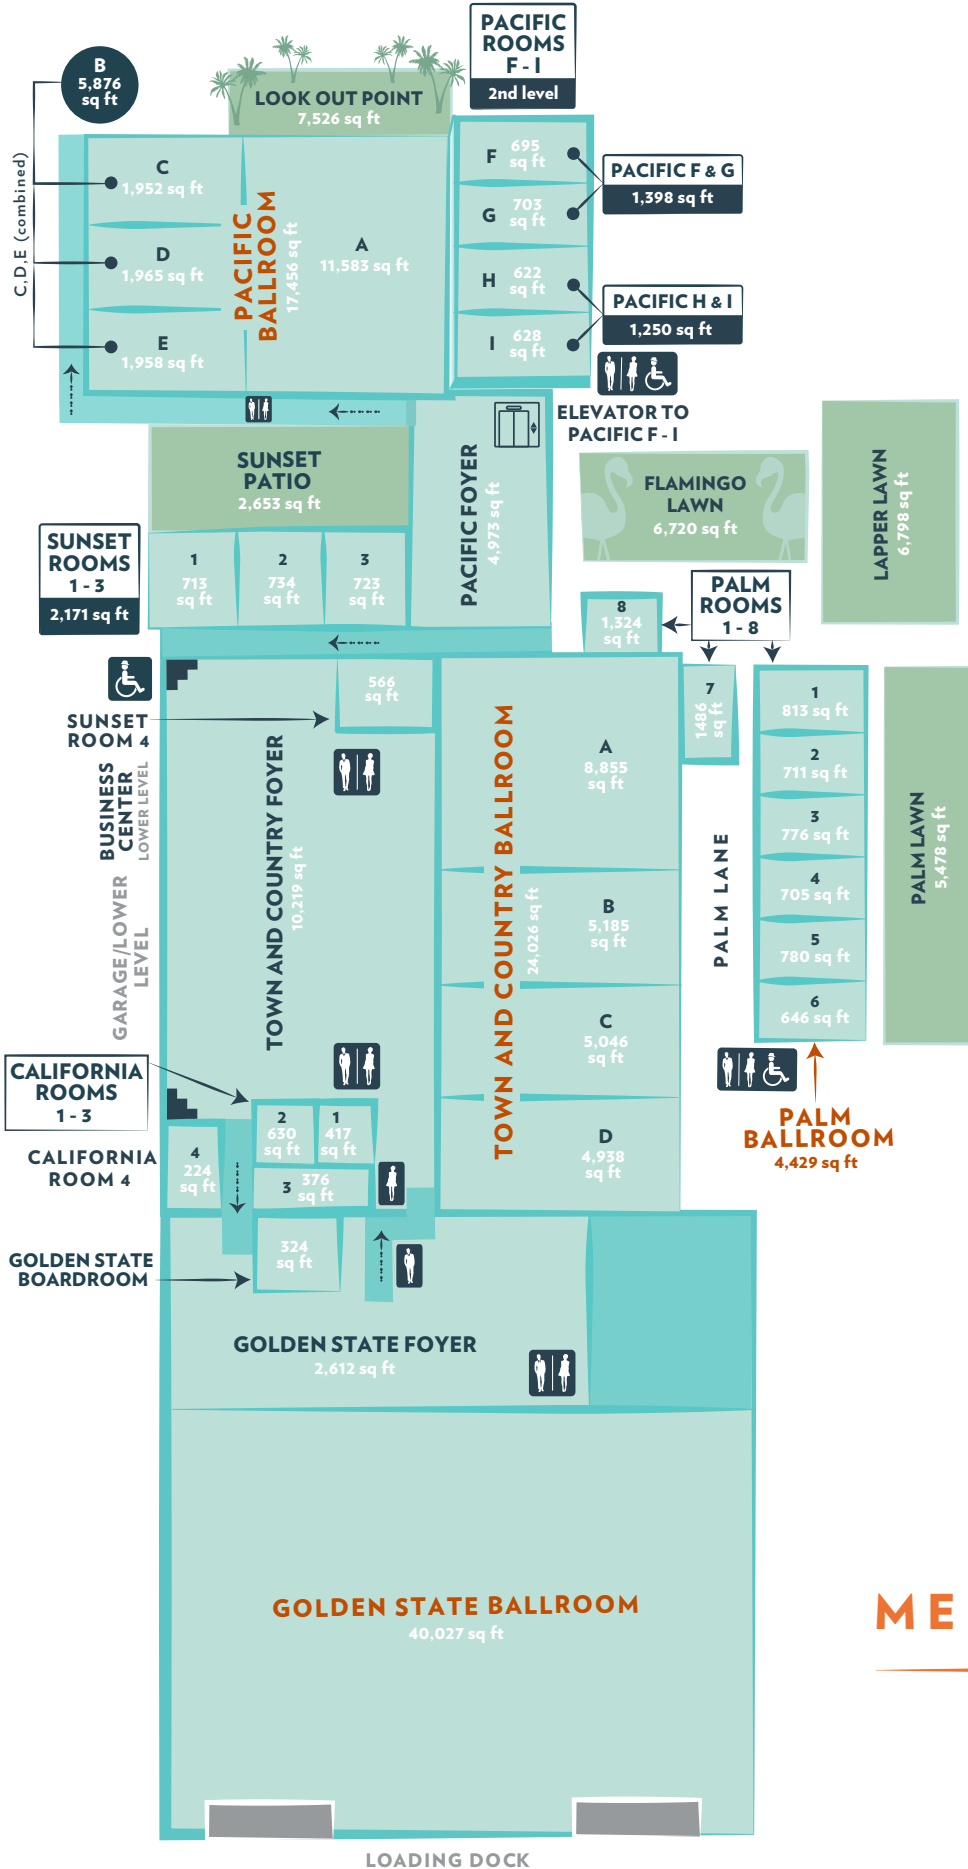 PACIFIC
ROOMS
F - I
2nd level
B
5,876
sq ft
C,D,E (combined)
LOOK OUT POINT
7,526 sq ft
C
1,952 sq ft
D
1,965 sq ft
E
1,958 sq ft
PACIFIC
BALLROOM
17,456 sq ft
A
11,583 sq ft
F
695
sq ft
G
703
sq ft
H
622
sq ft
I
628
sq ft
PACIFIC F & G
1,398 sq ft
PACIFIC H & I
1,250 sq ft
ELEVATOR TO
PACIFIC F - I
SUNSET
PATIO
2,653 sq ft
PACIFIC FOYER
4,973 sq ft
FLAMINGO
LAWN
6,720 sq ft
LAPPER LAWN
6,798 sq ft
SUNSET
ROOMS
1 - 3
2,171 sq ft
1
713
sq ft
2
734
sq ft
3
723
sq ft
PALM
ROOMS
1 - 8
8
1,324
sq ft
7
1486
sq ft
SUNSET
ROOM 4
566
sq ft
BUSINESS
CENTER
LOWER LEVEL
GARAGE/LOWER
LEVEL
TOWN AND COUNTRY FOYER
10,219 sq ft
TOWN AND COUNTRY BALLROOM
24,026 sq ft
A
8,855
sq ft
B
5,185
sq ft
C
5,046
sq ft
D
4,938
sq ft
PALM LANE
1
813 sq ft
2
711 sq ft
3
776 sq ft
4
705 sq ft
5
780 sq ft
6
646 sq ft
PALM LAWN
5,478 sq ft
PALM
BALLROOM
4,429 sq ft
CALIFORNIA
ROOMS
1 - 3
2
630
sq ft
1
417
sq ft
3
376
sq ft
CALIFORNIA
ROOM 4
4
224
sq ft
GOLDEN STATE
BOARDROOM
324
sq ft
GOLDEN STATE FOYER
2,612 sq ft
GOLDEN STATE BALLROOM
40,027 sq ft
ME
LOADING DOCK